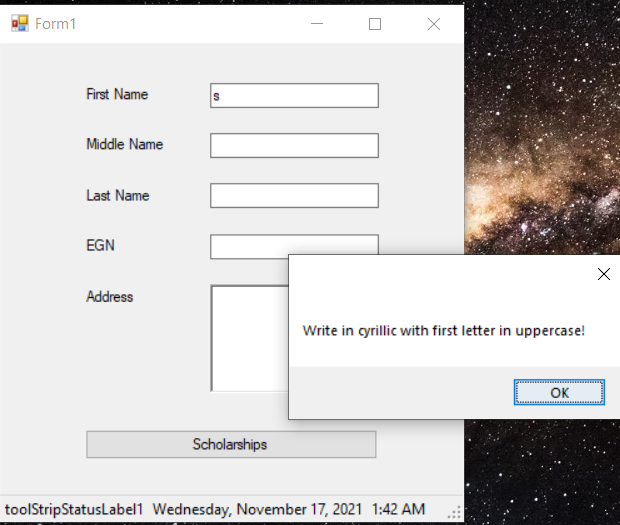 Form1
First Name
s
Middle Name
Last Name
EGN
Address
Write in cyrillic with first letter in uppercase!
OK
Scholarships
toolStripStatusLabel1 Wednesday, November 17, 2021 1:42 AM